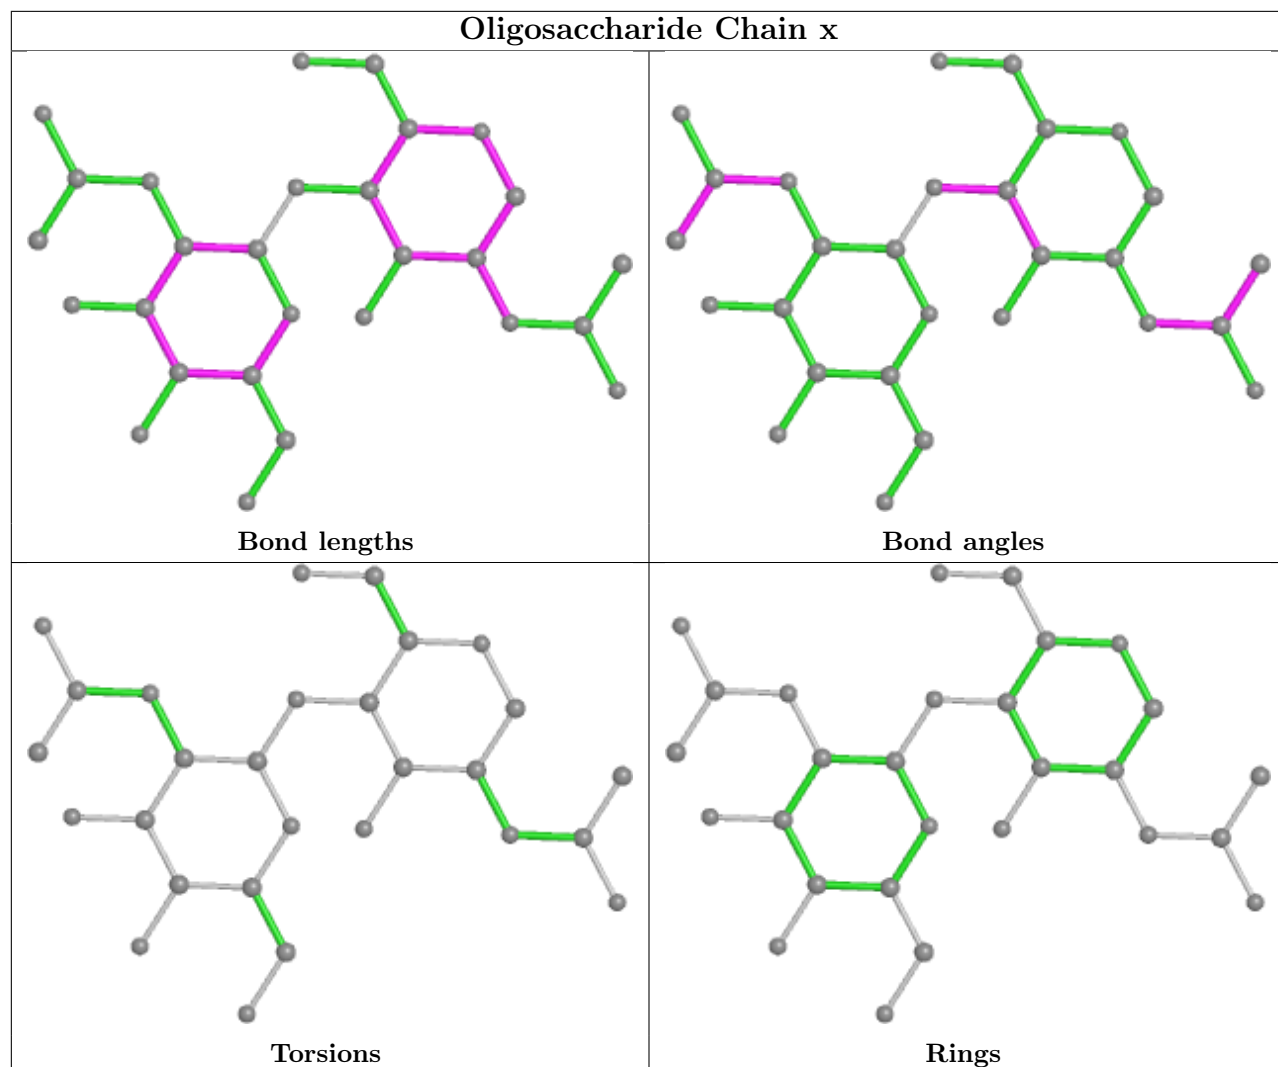 Oligosaccharide Chain x
Bond lengths
Bond angles
Torsions
Rings